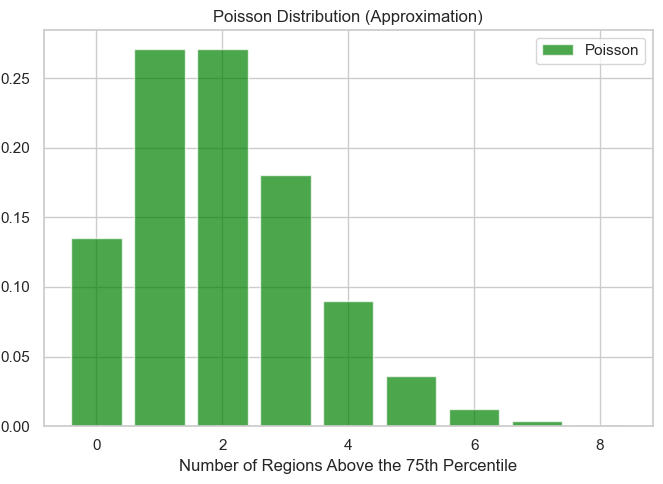 Poisson Distribution (Approximation)
Poisson
0.25
0.20
0.15
0.10
0.05
0.00
0 2 4 6 8
Number of Regions Above the 75th Percentile